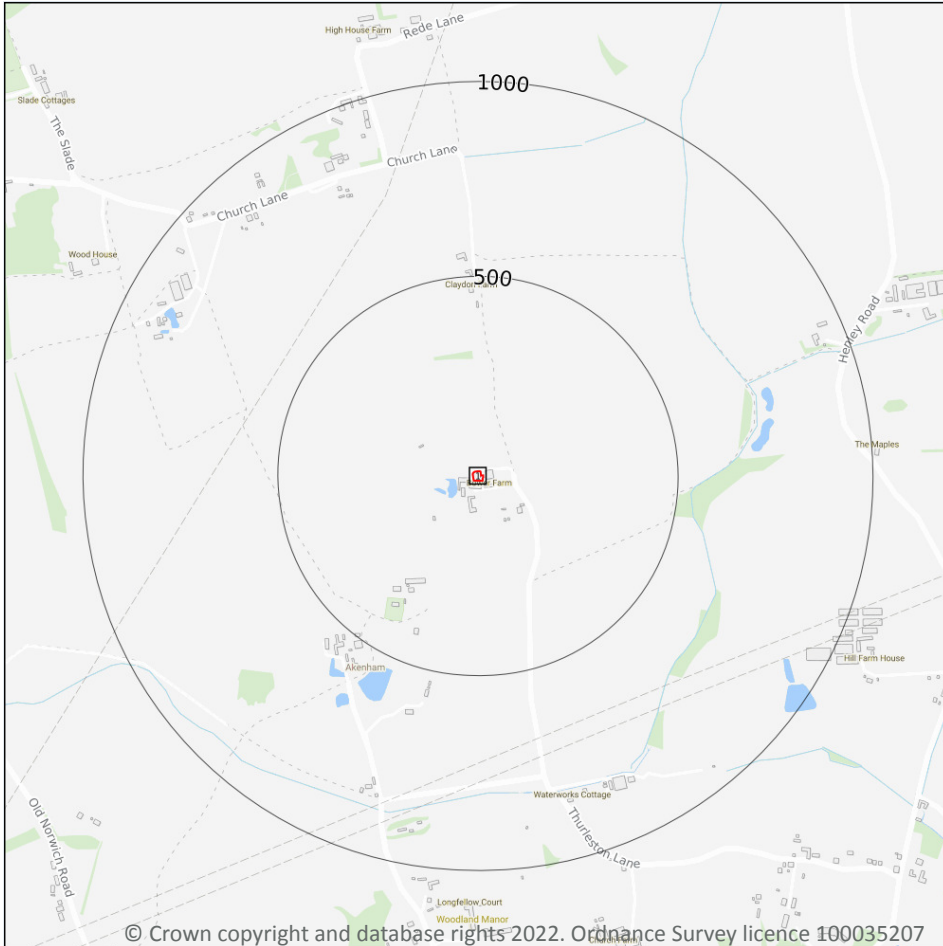 High House Farm
Rede Lane
1000
Slade Cottages
The Slade
Church Lane
Church Lane
Wood House
500
Claydon Farm
Henley Road
The Maples
1
Farm
Akenham
Hill Farm House
Waterworks Cottage
Old Norwich Road
Thurleston Lane
Longfellow Court
Woodland Manor
© Crown copyright and database rights 2022. Ordnance Survey licence 100035207